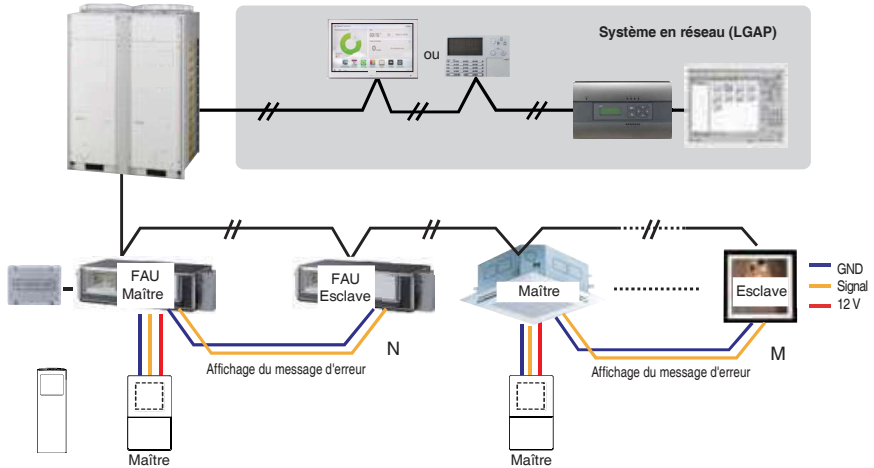 Système en réseau (LGAP)
ou
FAU
Maître
FAU
Esclave
Maître
Esclave
GND
Signal
12 V
N
M
Affichage du message d'erreur
Affichage du message d'erreur
Maître
Maître